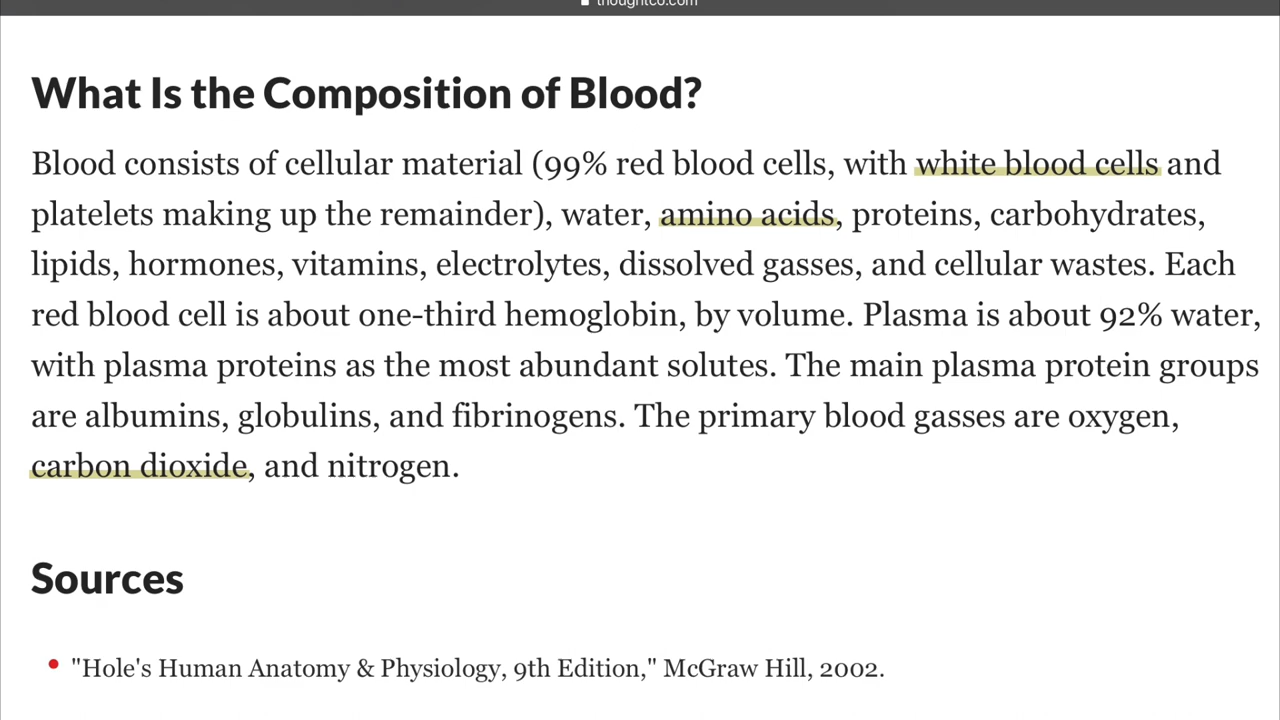 thoughtco.com
What Is the Composition of Blood?
Blood consists of cellular material (99% red blood cells, with white blood cells and
platelets making up the remainder), water, amino acids, proteins, carbohydrates,
lipids, hormones, vitamins, electrolytes, dissolved gasses, and cellular wastes. Each
red blood cell is about one-third hemoglobin, by volume. Plasma is about 92% water,
with plasma proteins as the most abundant solutes. The main plasma protein groups
are albumins, globulins, and fibrinogens. The primary blood gasses are oxygen,
carbon dioxide, and nitrogen.
Sources
• "Hole's Human Anatomy & Physiology, 9th Edition," McGraw Hill, 2002.